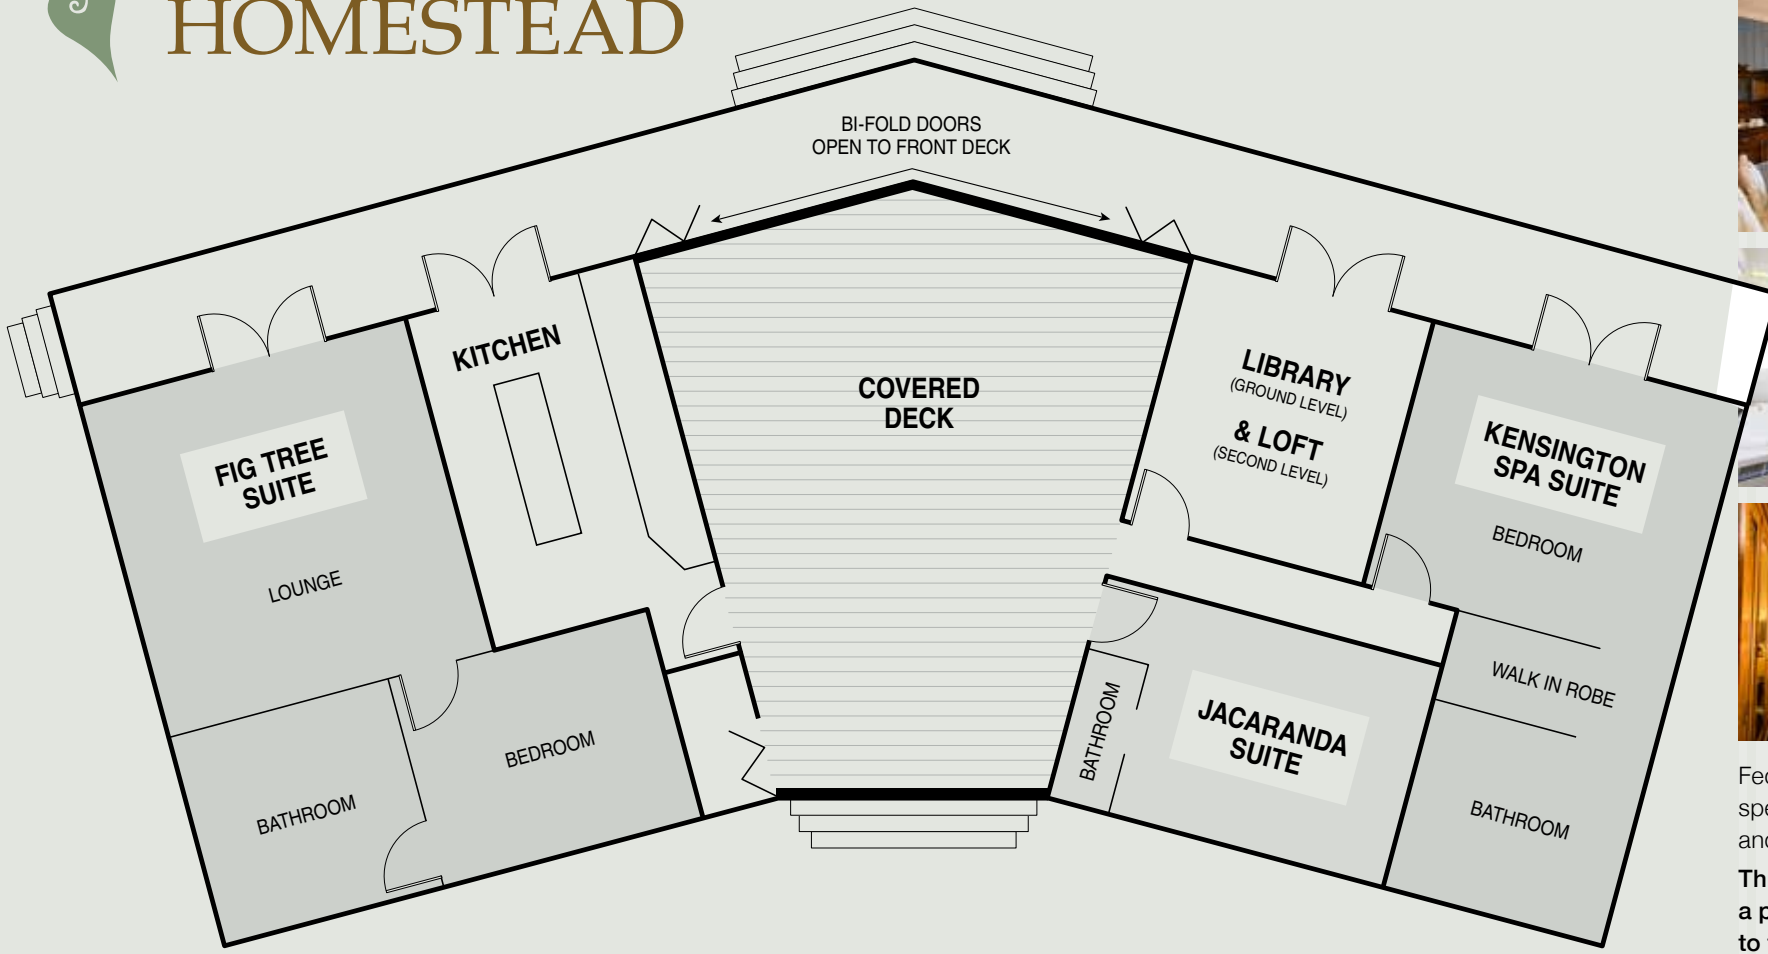 HOMESTEAD
BI-FOLD DOORS
OPEN TO FRONT DECK
KITCHEN
COVERED
DECK
LIBRARY
(GROUND LEVEL)
& LOFT
(SECOND LEVEL)
FIG TREE
SUITE
LOUNGE
KENSINGTON
SPA SUITE
BEDROOM
WALK IN ROBE
BATHROOM
JACARANDA
SUITE
BATHROOM
BEDROOM
BATHROOM
and
a p